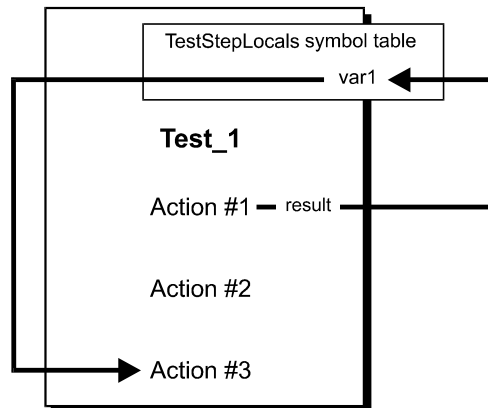 TestStepLocals symbol table
var1
Test_1
Action #1 result
Action #2
Action #3